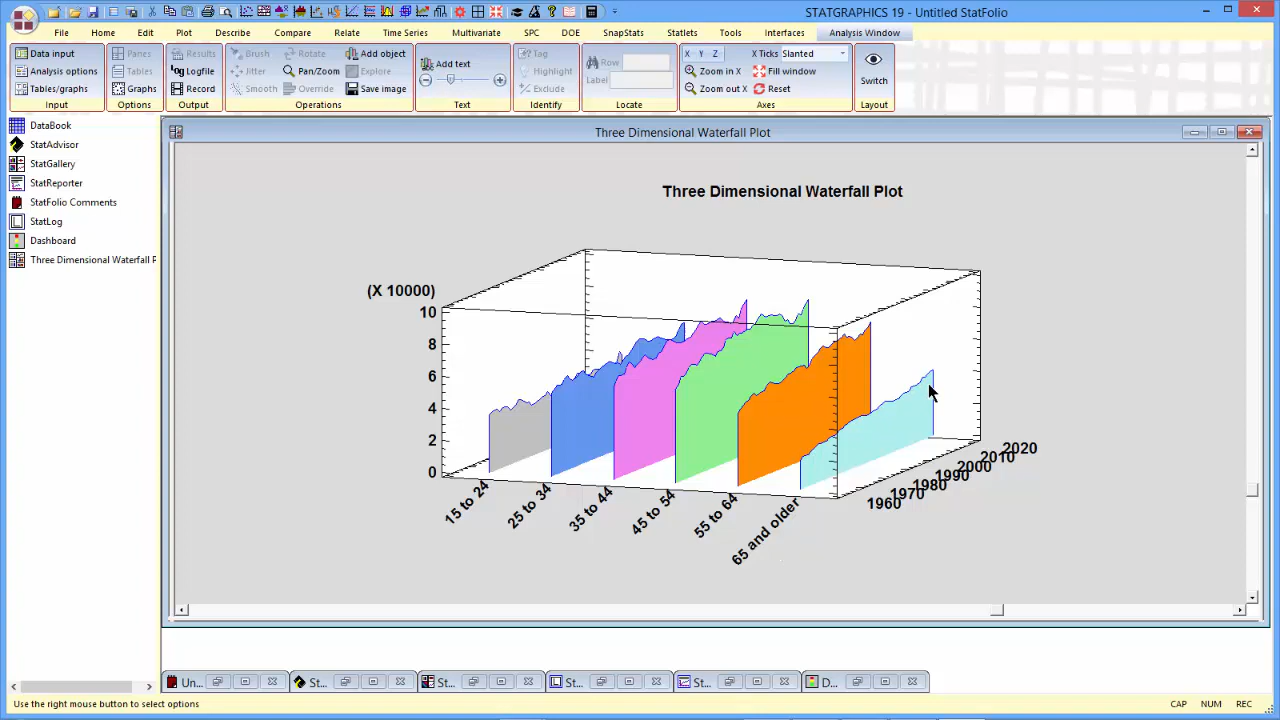 STATGRAPHICS 19 - Untitled StatFolio
File Home Edit Plot Describe Compare Relate Time Series Multivariate SPC DOE SnapStats Statlets Tools Interfaces Analysis Window
Data input Panes Results Brush Rotate Add object Add text Tag Row X Y Z X Ticks Slanted
Analysis options Tables Logfile Jitter Pan/Zoom Explore Highlight Label Zoom in X Fill window Switch
Tables/graphs Graphs Record Smooth Override Save image Exclude Zoom out X Reset
Input Options Output Operations Text Identify Locate Axes Layout
DataBook
StatAdvisor
StatGallery
StatReporter
StatFolio Comments
StatLog
Dashboard
Three Dimensional Waterfall P
Three Dimensional Waterfall Plot
Three Dimensional Waterfall Plot
(X 10000)
10
8
6
4
2
0
15 to 24
25 to 34
35 to 44
45 to 54
55 to 64
65 and older
1960
1970
1980
1990
2000
2010
2020
Un... St... St... St... St... D...
Use the right mouse button to select options CAP NUM REC